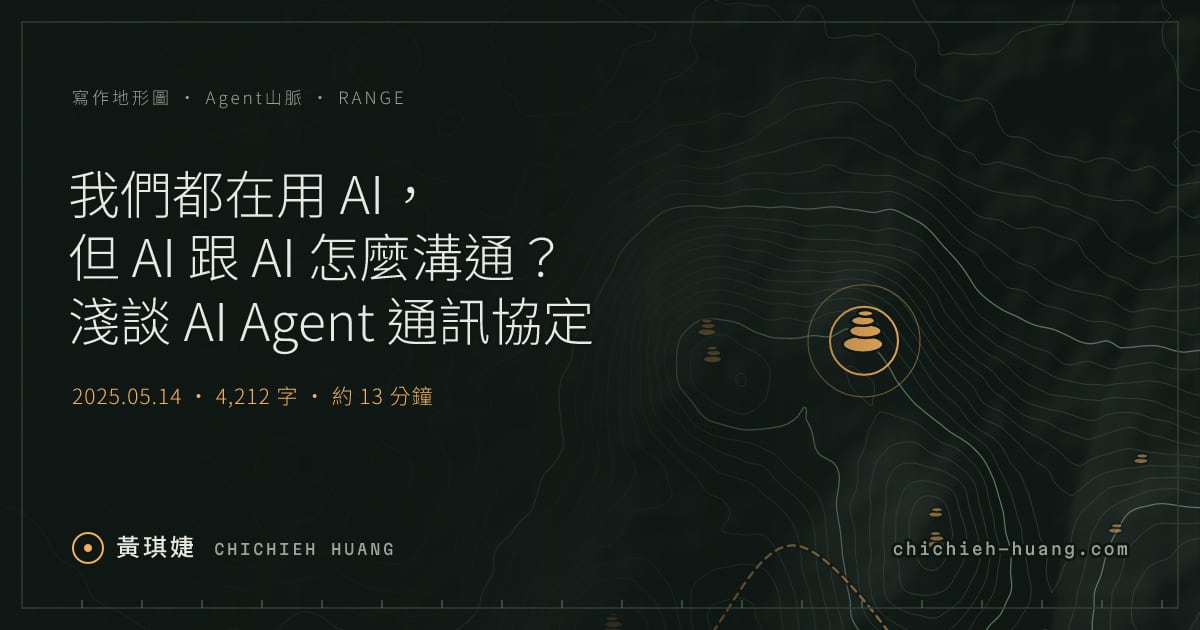 寫作地形圖 · Agent山脈 · RANGE
我們都在用 AI，
但 AI 跟 AI 怎麼溝通？
淺談 AI Agent 通訊協定
2025.05.14 · 4,212 字 · 約 13 分鐘
黃琪婕 CHICHIEH HUANG
chichieh-huang.com